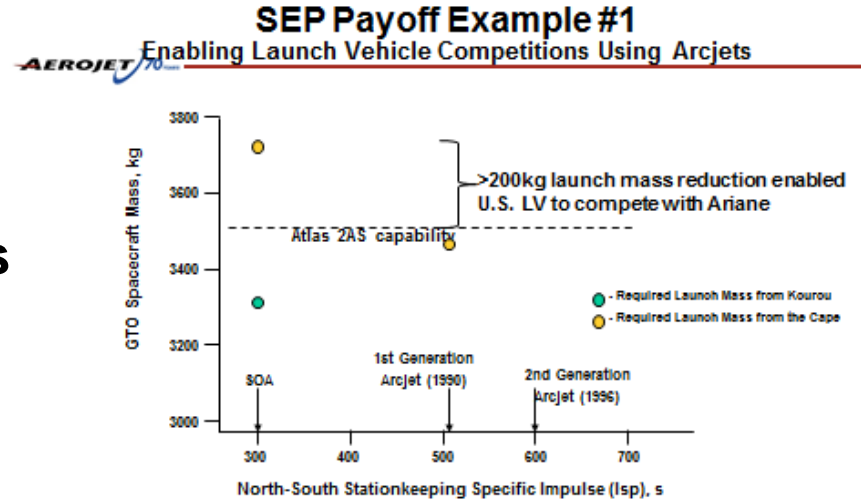 SEP Payoff Example #1
Enabling Launch Vehicle Competitions Using Arcjets
AEROJET 70
3800
3600
3400
3200
3000
GTO Spacecraft Mass, kg
>200kg launch mass reduction enabled
U.S. LV to compete with Ariane
Atlas 2AS capability
s
- Required Launch Mass from Kourou
- Required Launch Mass from the Cape
SOA
1st Generation
Arcjet (1990)
2nd Generation
Arcjet (1996)
300 400 500 600 700
North-South Stationkeeping Specific Impulse (Isp), s